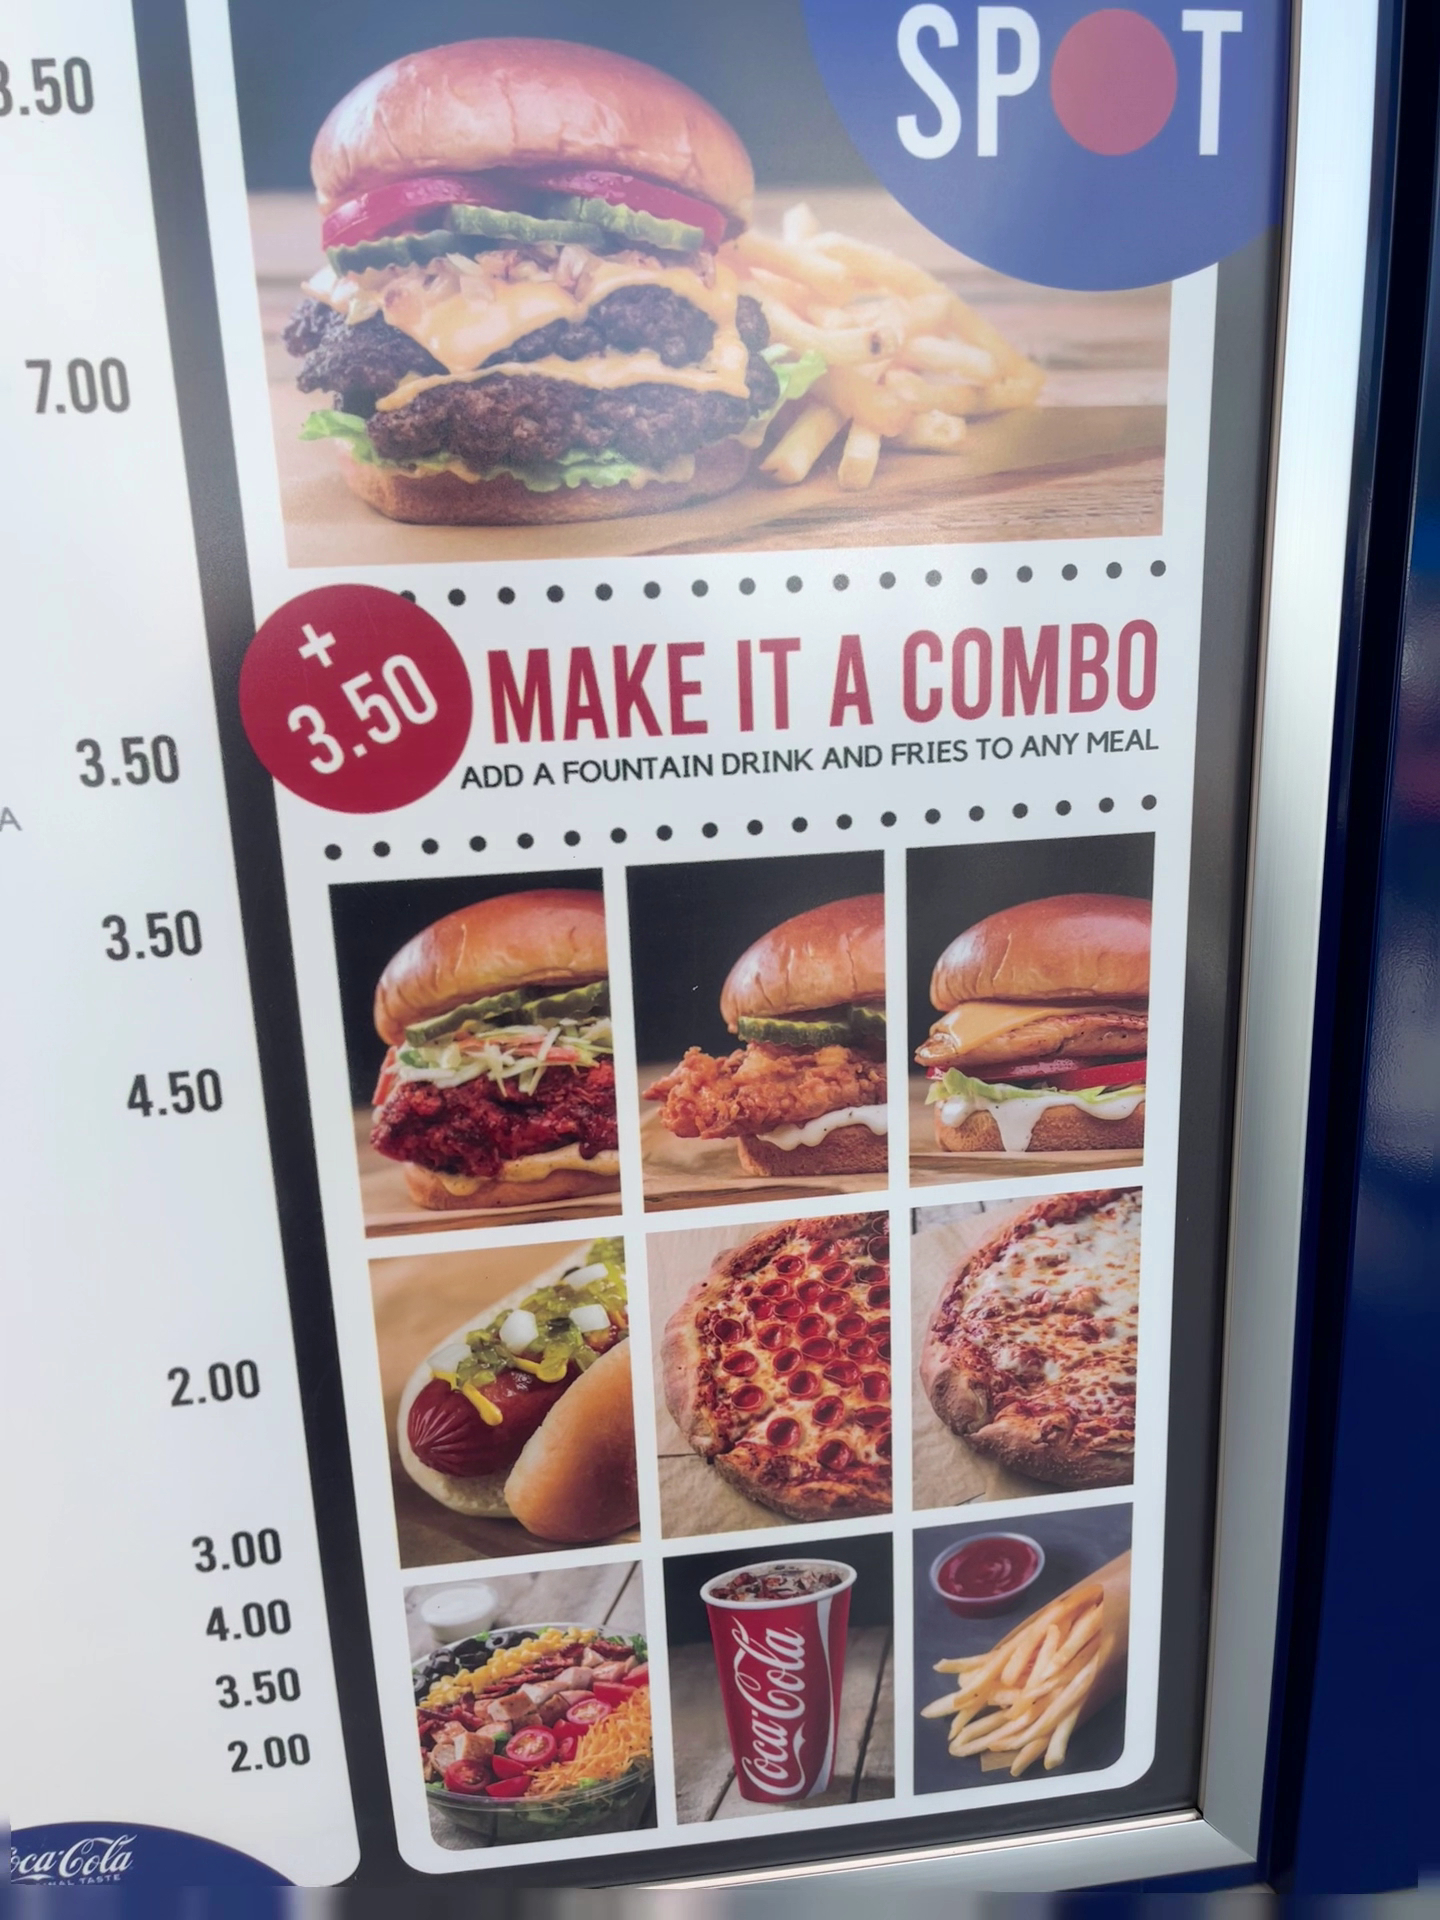 SPOT
3.50
7.00
3.50
A
3.50
4.50
2.00
3.00
4.00
3.50
2.00
+
3.50
MAKE IT A COMBO
ADD A FOUNTAIN DRINK AND FRIES TO ANY MEAL
Coca-Cola
Coca-Cola
TASTE